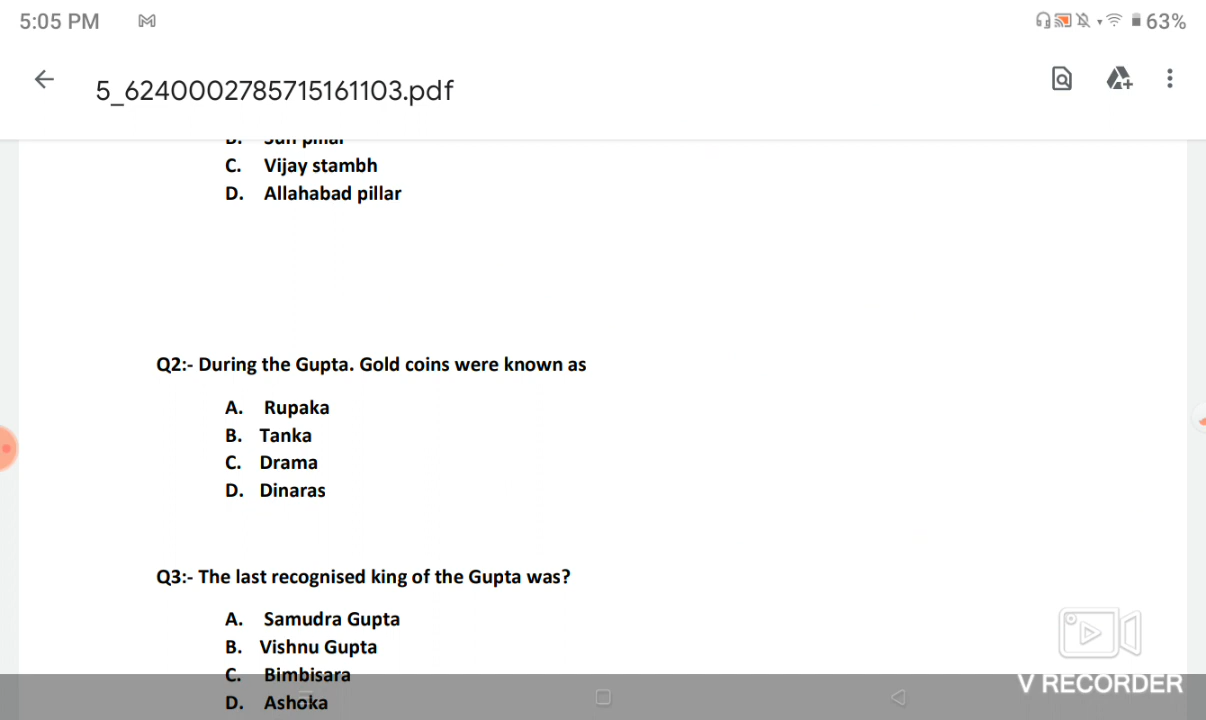 5:05 PM
63%
5_6240002785715161103.pdf
B. Sun pillar
C. Vijay stambh
D. Allahabad pillar
Q2:- During the Gupta. Gold coins were known as
A. Rupaka
B. Tanka
C. Drama
D. Dinaras
Q3:- The last recognised king of the Gupta was?
A. Samudra Gupta
B. Vishnu Gupta
C. Bimbisara
D. Ashoka
V RECORDER